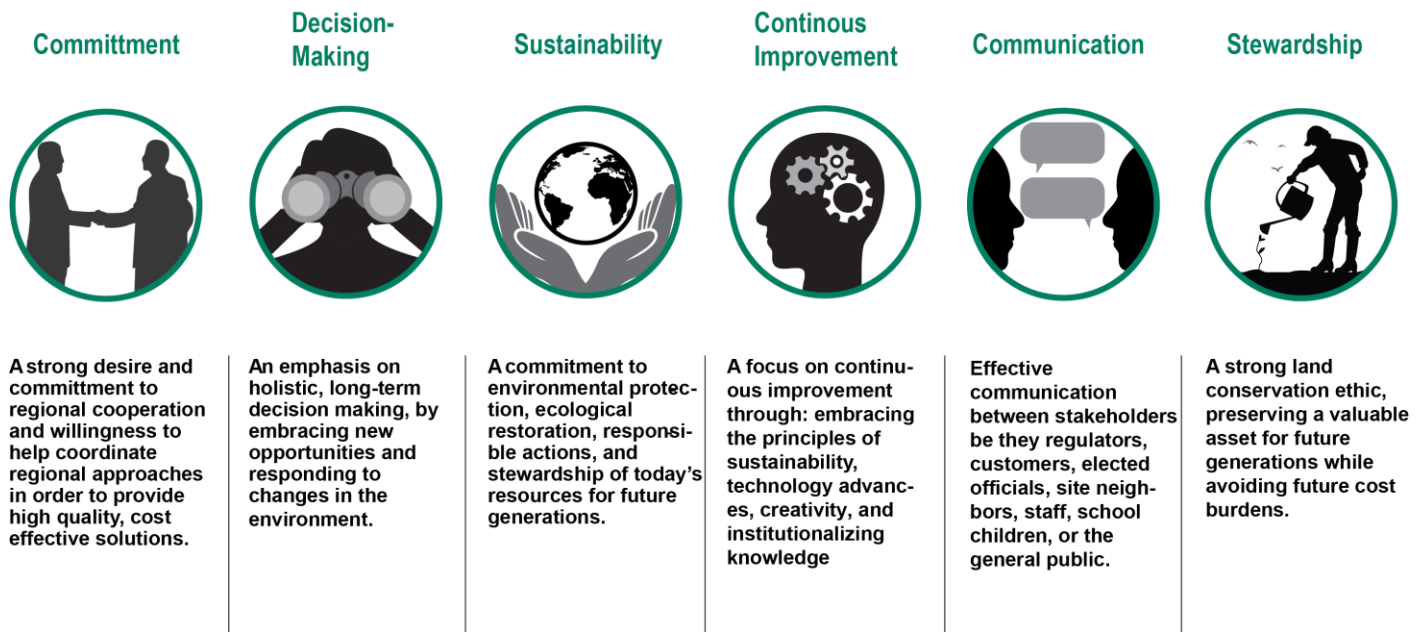 Committment
Decision-
Making
Sustainability
Continous
Improvement
Communication
Stewardship
A strong desire and
committment to
regional cooperation
and willingness to
help coordinate
regional approaches
in order to provide
high quality, cost
effective solutions.
An emphasis on
holistic, long-term
decision making, by
embracing new
opportunities and
responding to
changes in the
environment.
A commitment to
environmental protec-
tion, ecological
restoration, responsi-
ble actions, and
stewardship of today's
resources for future
generations.
A focus on continu-
ous improvement
through: embracing
the principles of
sustainability,
technology advanc-
es, creativity, and
institutionalizing
knowledge
Effective
communication
between stakeholders
be they regulators,
customers, elected
officials, site neigh-
bors, staff, school
children, or the
general public.
A strong land
conservation ethic,
preserving a valuable
asset for future
generations while
avoiding future cost
burdens.